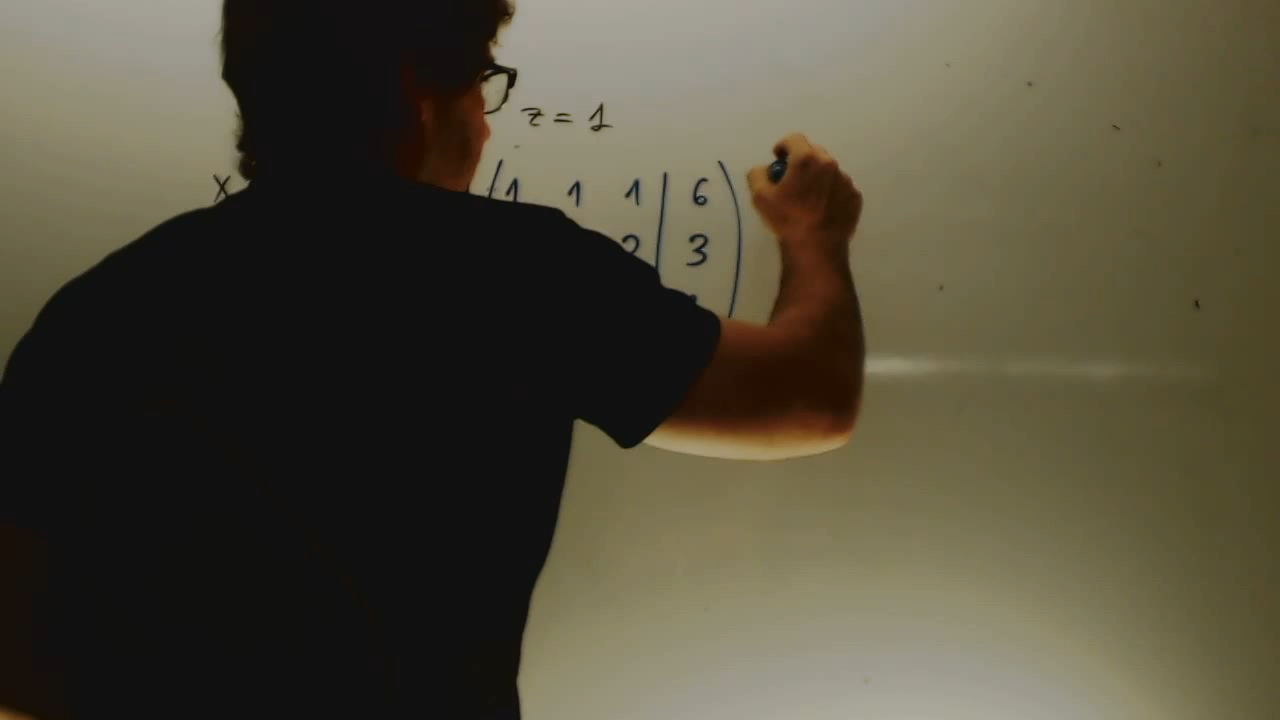 z = 1
x ( 1 1 1 | 6 )
2 | 3